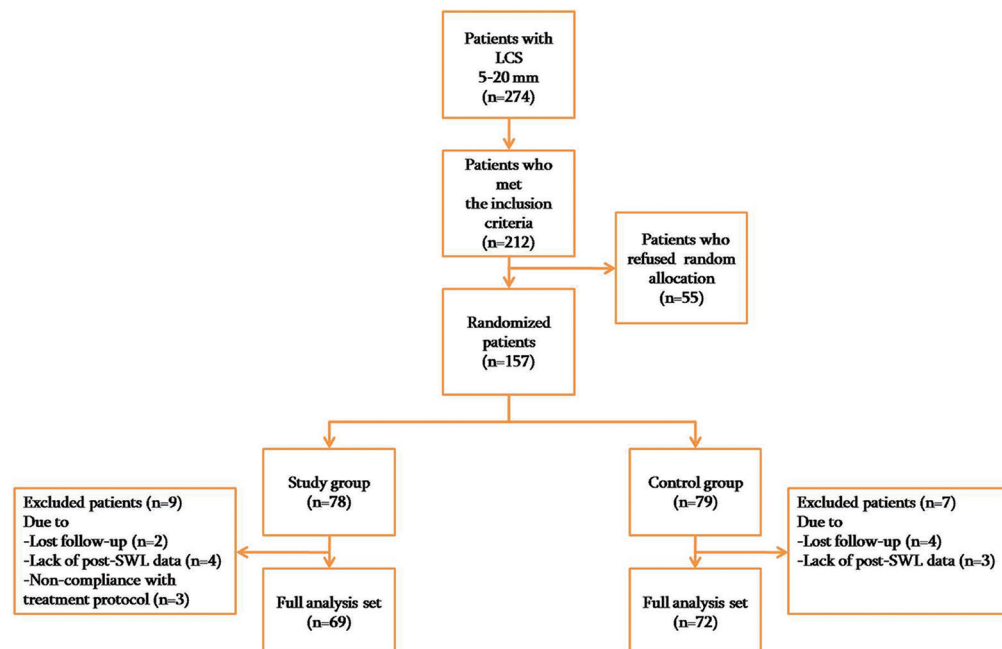 Patients with
LCS
5-20 mm
(n=274)
Patients who
met
the inclusion
criteria
(n=212)
Patients who
refused random
allocation
(n=55)
Randomized
patients
(n=157)
Study group
(n=78)
Control group
(n=79)
Excluded patients (n=9)
Due to
-Lost follow-up (n=2)
-Lack of post-SWL data (n=4)
-Non-compliance with
treatment protocol (n=3)
Excluded patients (n=7)
Due to
-Lost follow-up (n=4)
-Lack of post-SWL data (n=3)
Full analysis set
(n=69)
Full analysis set
(n=72)